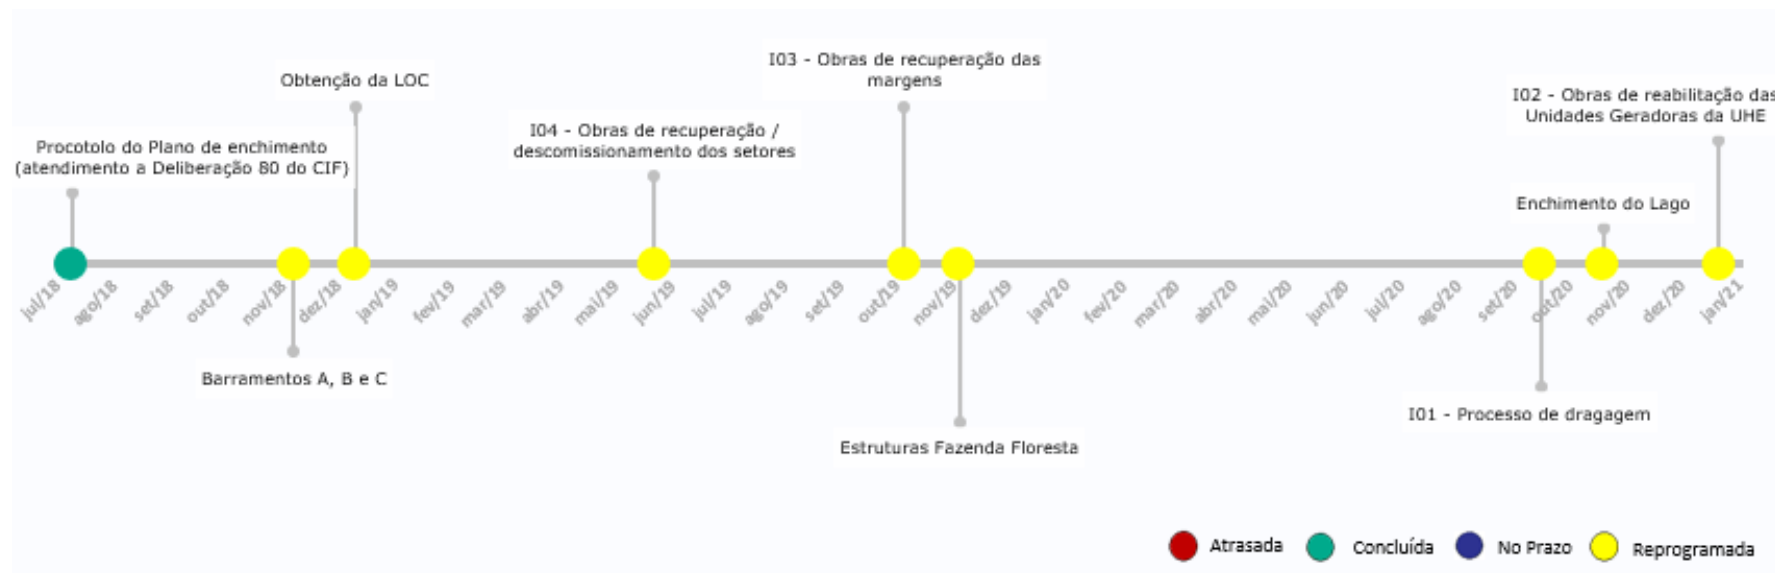 I03 - Obras de recuperação das
margens
Obtenção da LOC
I02 - Obras de reabilitação das
Unidades Geradoras da UHE
I04 - Obras de recuperação /
descomissionamento dos setores
Procotolo do Plano de enchimento
(atendimento a Deliberação 80 do CIF)
Enchimento do Lago
jul/18
ago/18
set/18
out/18
nov/18
dez/18
jan/19
fev/19
mar/19
abr/19
mai/19
jun/19
jul/19
ago/19
set/19
out/19
nov/19
dez/19
jan/20
fev/20
mar/20
abr/20
mai/20
jun/20
jul/20
ago/20
set/20
out/20
nov/20
dez/20
jan/21
Barramentos A, B e C
I01 - Processo de dragagem
Estruturas Fazenda Floresta
Atrasada
Concluída
No Prazo
Reprogramada